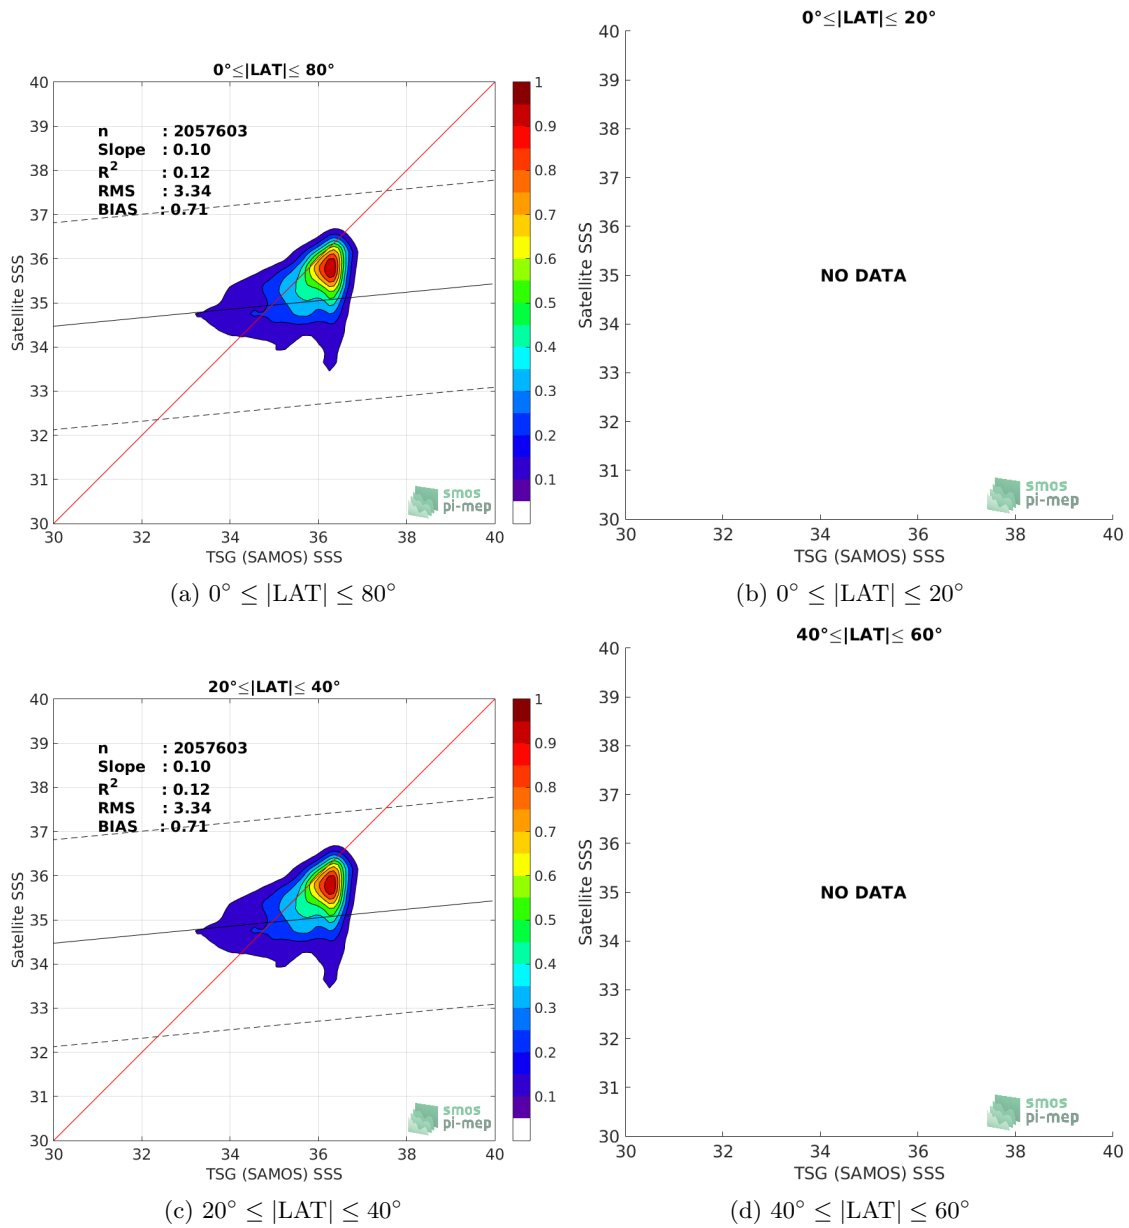 0°≤|LAT|≤ 80°
40
39
38
37
36
35
34
33
32
31
30
Satellite SSS
n : 2057603
Slope : 0.10
R² : 0.12
RMS : 3.34
BIAS : 0.71
smos
pi-mep
30 32 34 36 38 40
TSG (SAMOS) SSS
1
0.9
0.8
0.7
0.6
0.5
0.4
0.3
0.2
0.1
(a) 0° ≤ |LAT| ≤ 80°
0°≤|LAT|≤ 20°
40
39
38
37
36
35
34
33
32
31
30
Satellite SSS
NO DATA
smos
pi-mep
30 32 34 36 38 40
TSG (SAMOS) SSS
(b) 0° ≤ |LAT| ≤ 20°
20°≤|LAT|≤ 40°
40
39
38
37
36
35
34
33
32
31
30
Satellite SSS
n : 2057603
Slope : 0.10
R² : 0.12
RMS : 3.34
BIAS : 0.71
smos
pi-mep
30 32 34 36 38 40
TSG (SAMOS) SSS
1
0.9
0.8
0.7
0.6
0.5
0.4
0.3
0.2
0.1
(c) 20° ≤ |LAT| ≤ 40°
40°≤|LAT|≤ 60°
40
39
38
37
36
35
34
33
32
31
30
Satellite SSS
NO DATA
smos
pi-mep
30 32 34 36 38 40
TSG (SAMOS) SSS
(d) 40° ≤ |LAT| ≤ 60°